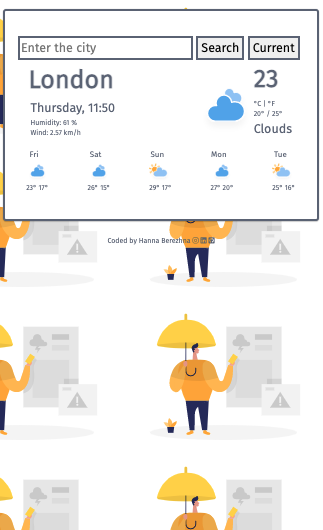 Enter the city Search Current
London
Thursday, 11:50
Humidity: 61 %
Wind: 2.57 km/h
23
°C | °F
20° / 25°
Clouds
Fri Sat Sun Mon Tue
23° 17° 26° 15° 29° 17° 27° 20° 25° 16°
Coded by Hanna Berezhna